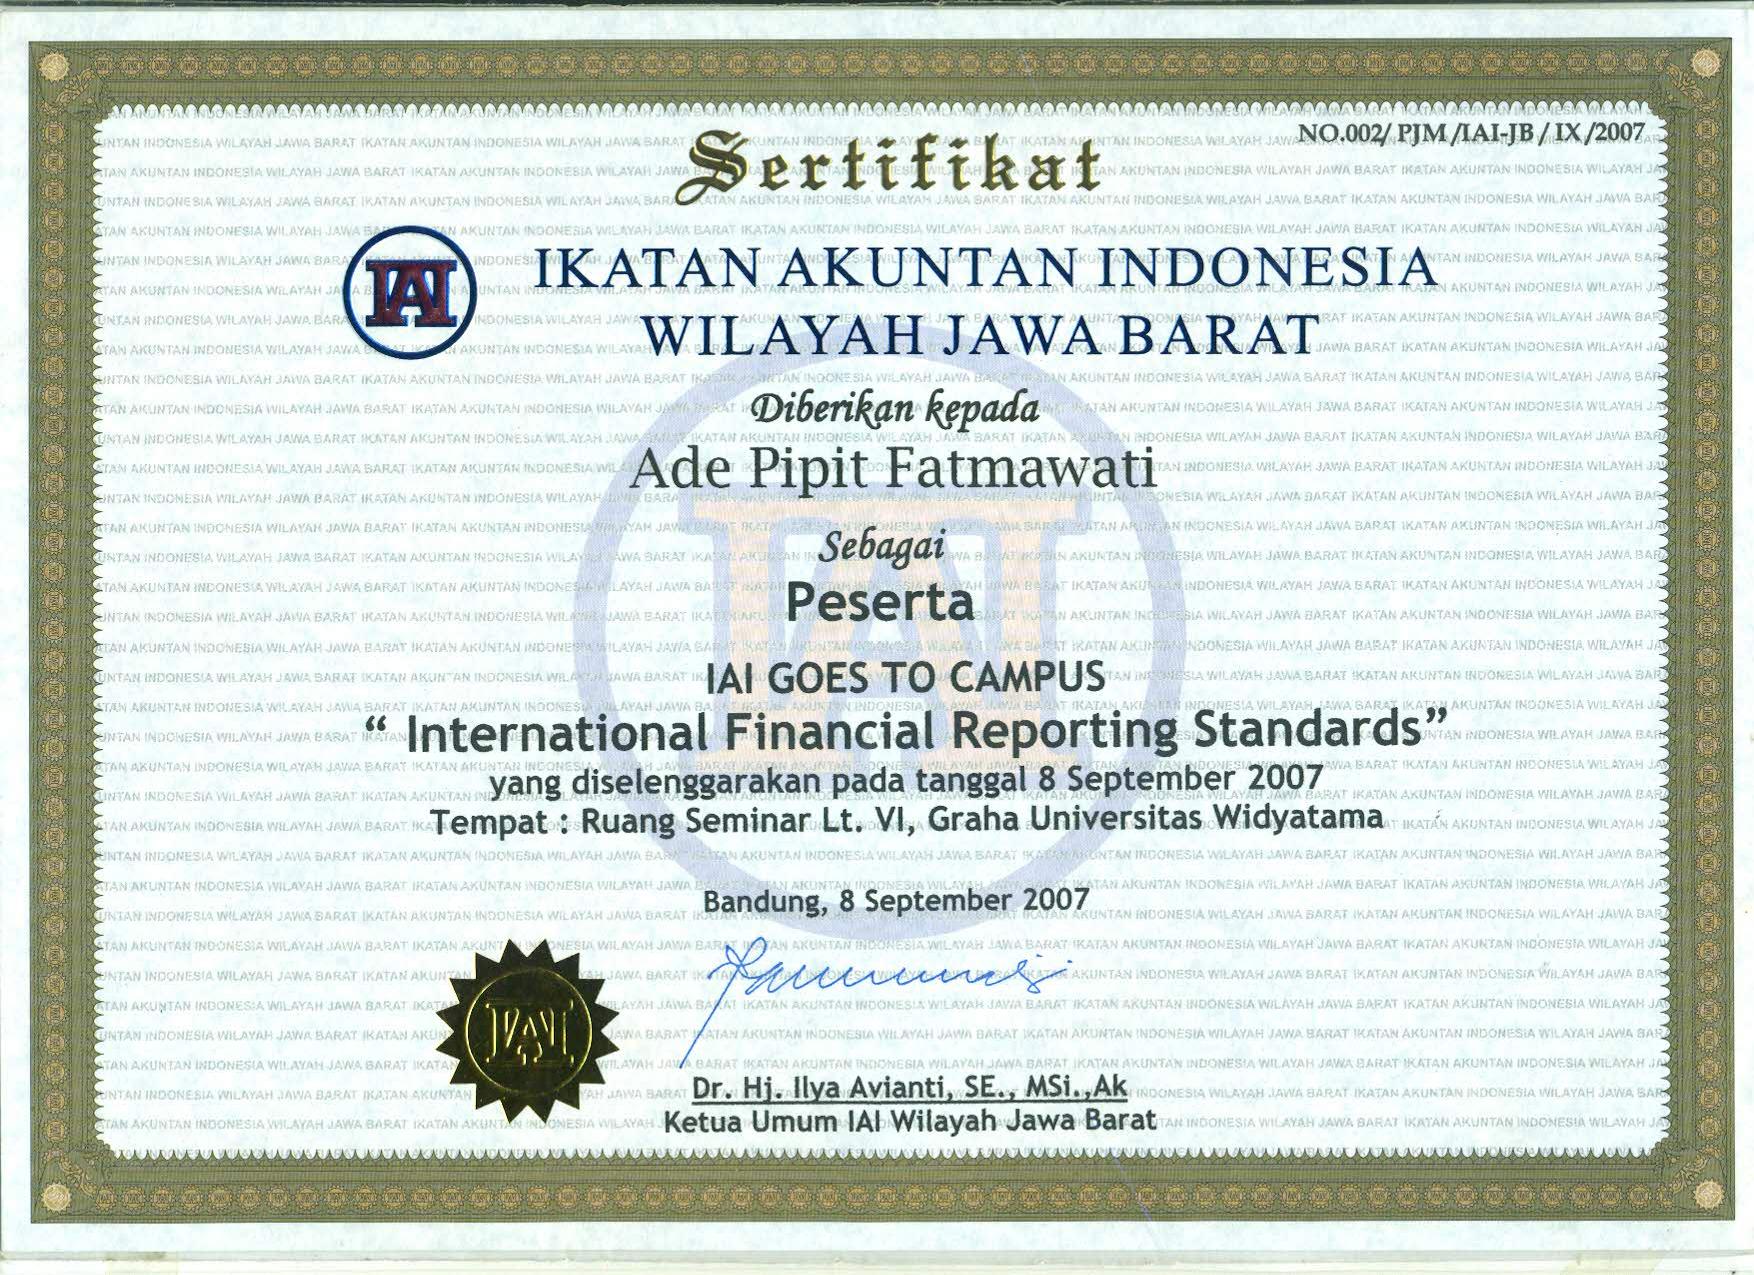 NO.002/ PJM /IAI-JB / IX /2007
Sertifikat
IAI
IKATAN AKUNTAN INDONESIA
WILAYAH JAWA BARAT
Diberikan kepada
Ade Pipit Fatmawati
Sebagai
Peserta
IAI GOES TO CAMPUS
“ International Financial Reporting Standards”
yang diselenggarakan pada tanggal 8 September 2007
Tempat : Ruang Seminar Lt. VI, Graha Universitas Widyatama
Bandung, 8 September 2007
IAI
Dr. Hj. Ilya Avianti, SE., MSi.,Ak
Ketua Umum IAI Wilayah Jawa Barat